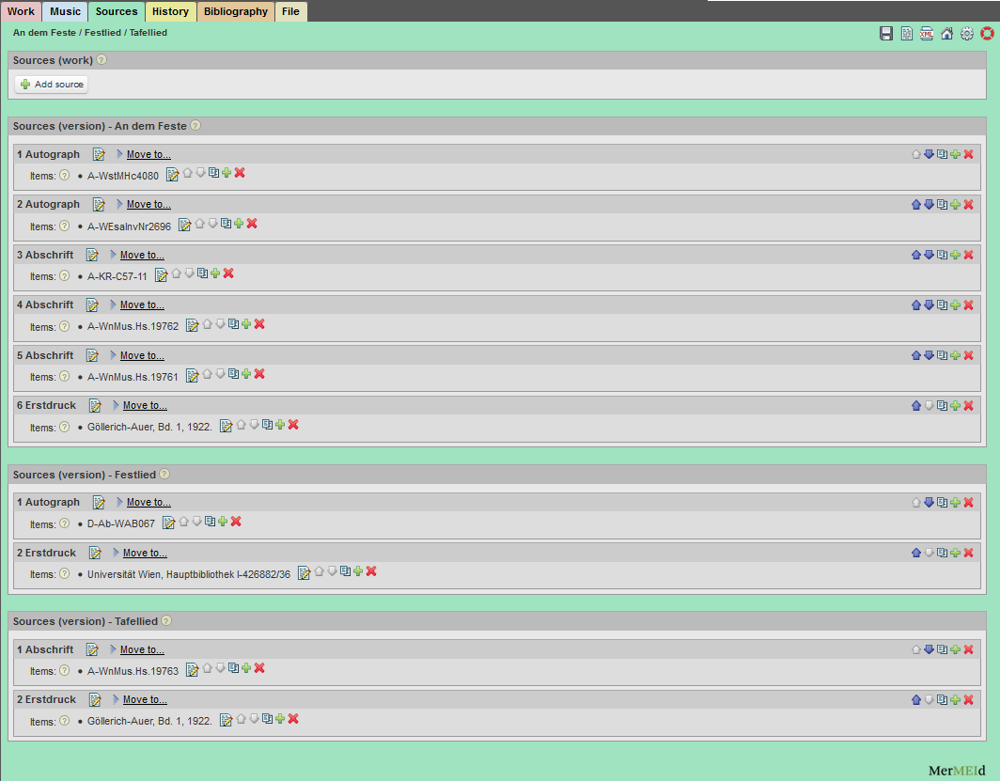 Work Music Sources History Bibliography File
An dem Feste / Festlied / Tafellied
XML
Sources (work) ?
Add source
Sources (version) - An dem Feste ?
1 Autograph Move to...
Items: ? • A-WstMHc4080
2 Autograph Move to...
Items: ? • A-WEsaInvNr2696
3 Abschrift Move to...
Items: ? • A-KR-C57-11
4 Abschrift Move to...
Items: ? • A-WnMus.Hs.19762
5 Abschrift Move to...
Items: ? • A-WnMus.Hs.19761
6 Erstdruck Move to...
Items: ? • Göllerich-Auer, Bd. 1, 1922.
Sources (version) - Festlied ?
1 Autograph Move to...
Items: ? • D-Ab-WAB067
2 Erstdruck Move to...
Items: ? • Universität Wien, Hauptbibliothek I-426882/36
Sources (version) - Tafellied ?
1 Abschrift Move to...
Items: ? • A-WnMus.Hs.19763
2 Erstdruck Move to...
Items: ? • Göllerich-Auer, Bd. 1, 1922.
MerMEId